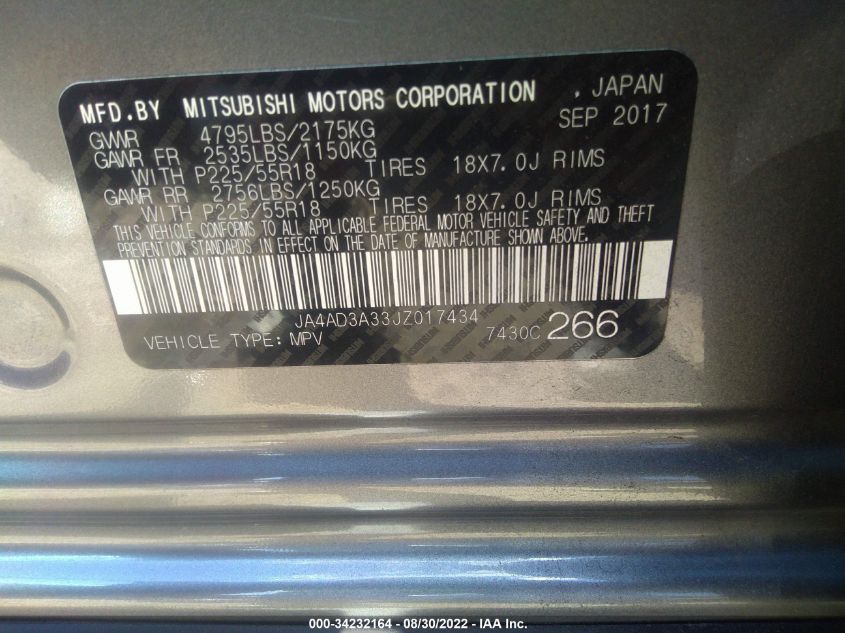 MFD.BY MITSUBISHI MOTORS CORPORATION , JAPAN
SEP 2017
GVWR 4795LBS/2175KG
GAWR FR 2535LBS/1150KG
WITH P225/55R18 TIRES 18X7.0J RIMS
GAWR RR 2756LBS/1250KG
WITH P225/55R18 TIRES 18X7.0J RIMS
THIS VEHICLE CONFORMS TO ALL APPLICABLE FEDERAL MOTOR VEHICLE SAFETY AND THEFT
PREVENTION STANDARDS IN EFFECT ON THE DATE OF MANUFACTURE SHOWN ABOVE.
JA4AD3A33JZ017434
VEHICLE TYPE: MPV 7430C 266
000-34232164 - 08/30/2022 - IAA Inc.